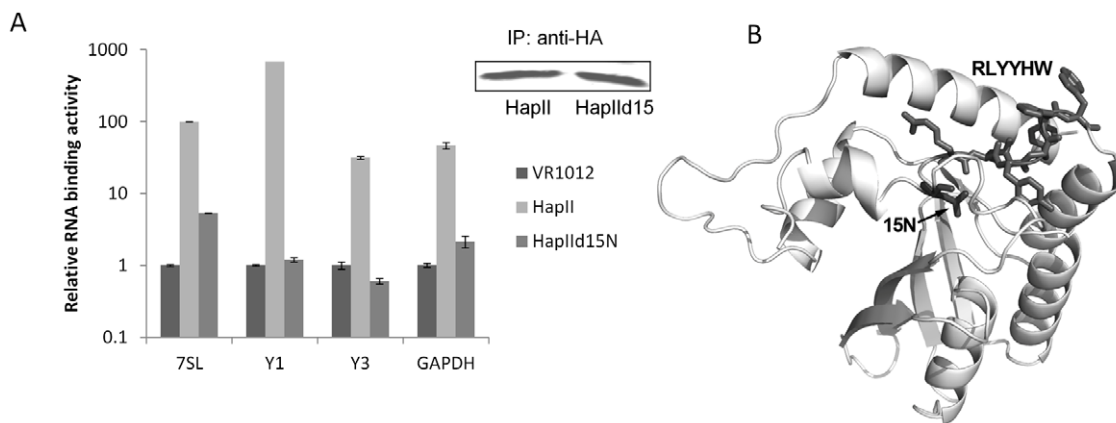 A
Relative RNA binding activity
1000
100
10
1
0.1
7SL Y1 Y3 GAPDH
IP: anti-HA
HapII HapIId15
VR1012
HapII
HapIId15N
B
RLYYHW
15N